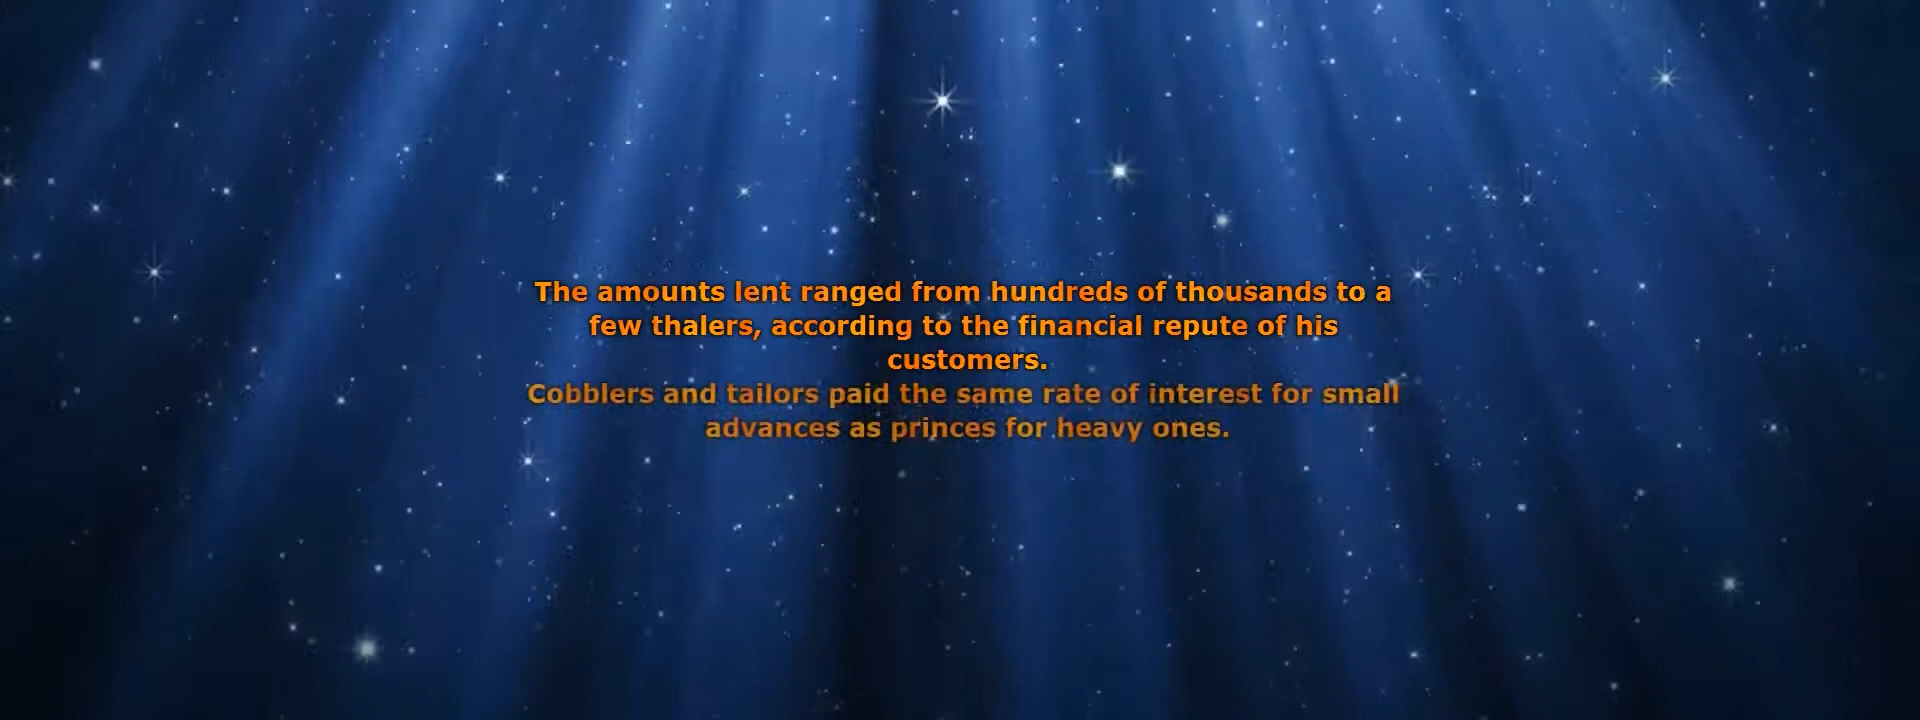 The amounts lent ranged from hundreds of thousands to a
few thalers, according to the financial repute of his
customers.
Cobblers and tailors paid the same rate of interest for small
advances as princes for heavy ones.